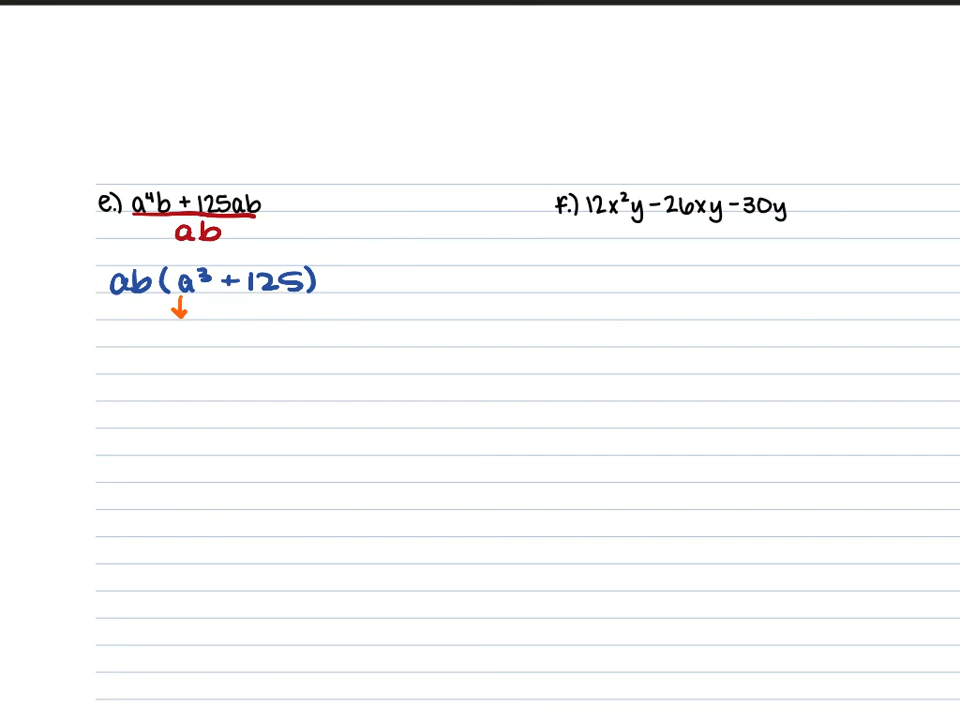 e.) a⁴b + 125ab
ab
ab(a³ + 125)
f.) 12x²y - 26xy - 30y